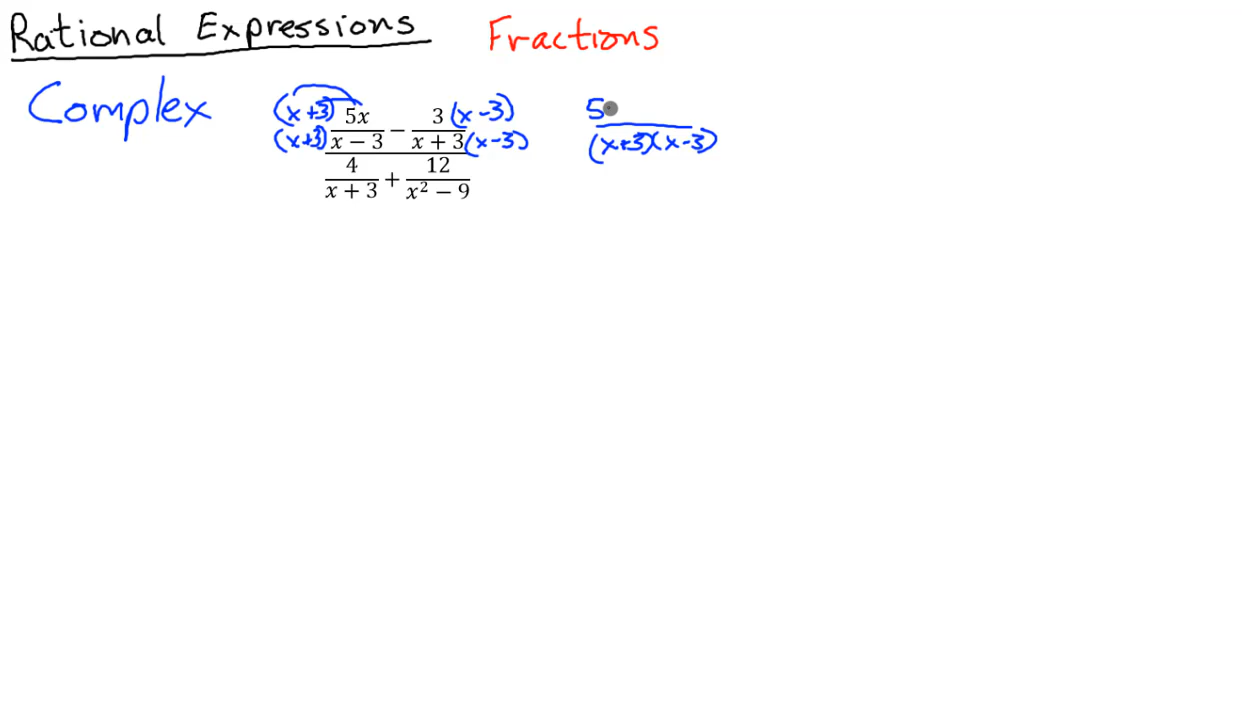 Rational Expressions Fractions
Complex
(x+3) 5x 3 (x-3) 5
(x+3) x − 3 − x + 3 (x-3) (x+3)(x-3)
4 12
x + 3 + x² − 9